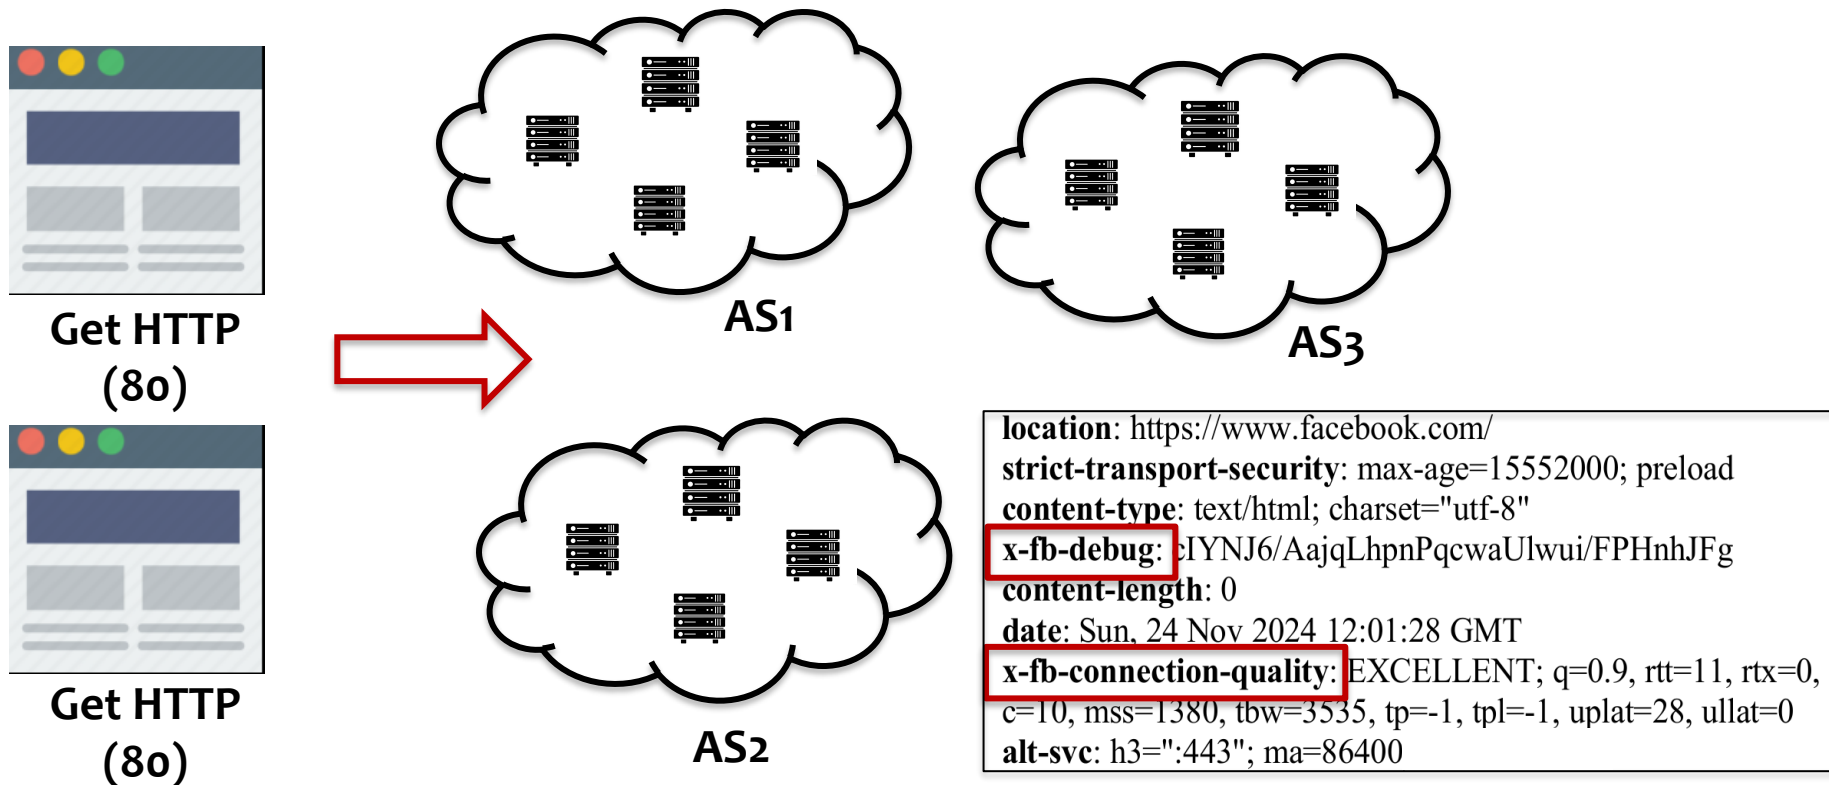 Get HTTP
(80)
Get HTTP
(80)
AS1
AS3
AS2
location: https://www.facebook.com/
strict-transport-security: max-age=15552000; preload
content-type: text/html; charset="utf-8"
x-fb-debug: cIYNJ6/AajqLhpnPqcwaUlwui/FPHnhJFg
content-length: 0
date: Sun, 24 Nov 2024 12:01:28 GMT
x-fb-connection-quality: EXCELLENT; q=0.9, rtt=11, rtx=0,
c=10, mss=1380, tbw=3535, tp=-1, tpl=-1, uplat=28, ullat=0
alt-svc: h3=":443"; ma=86400